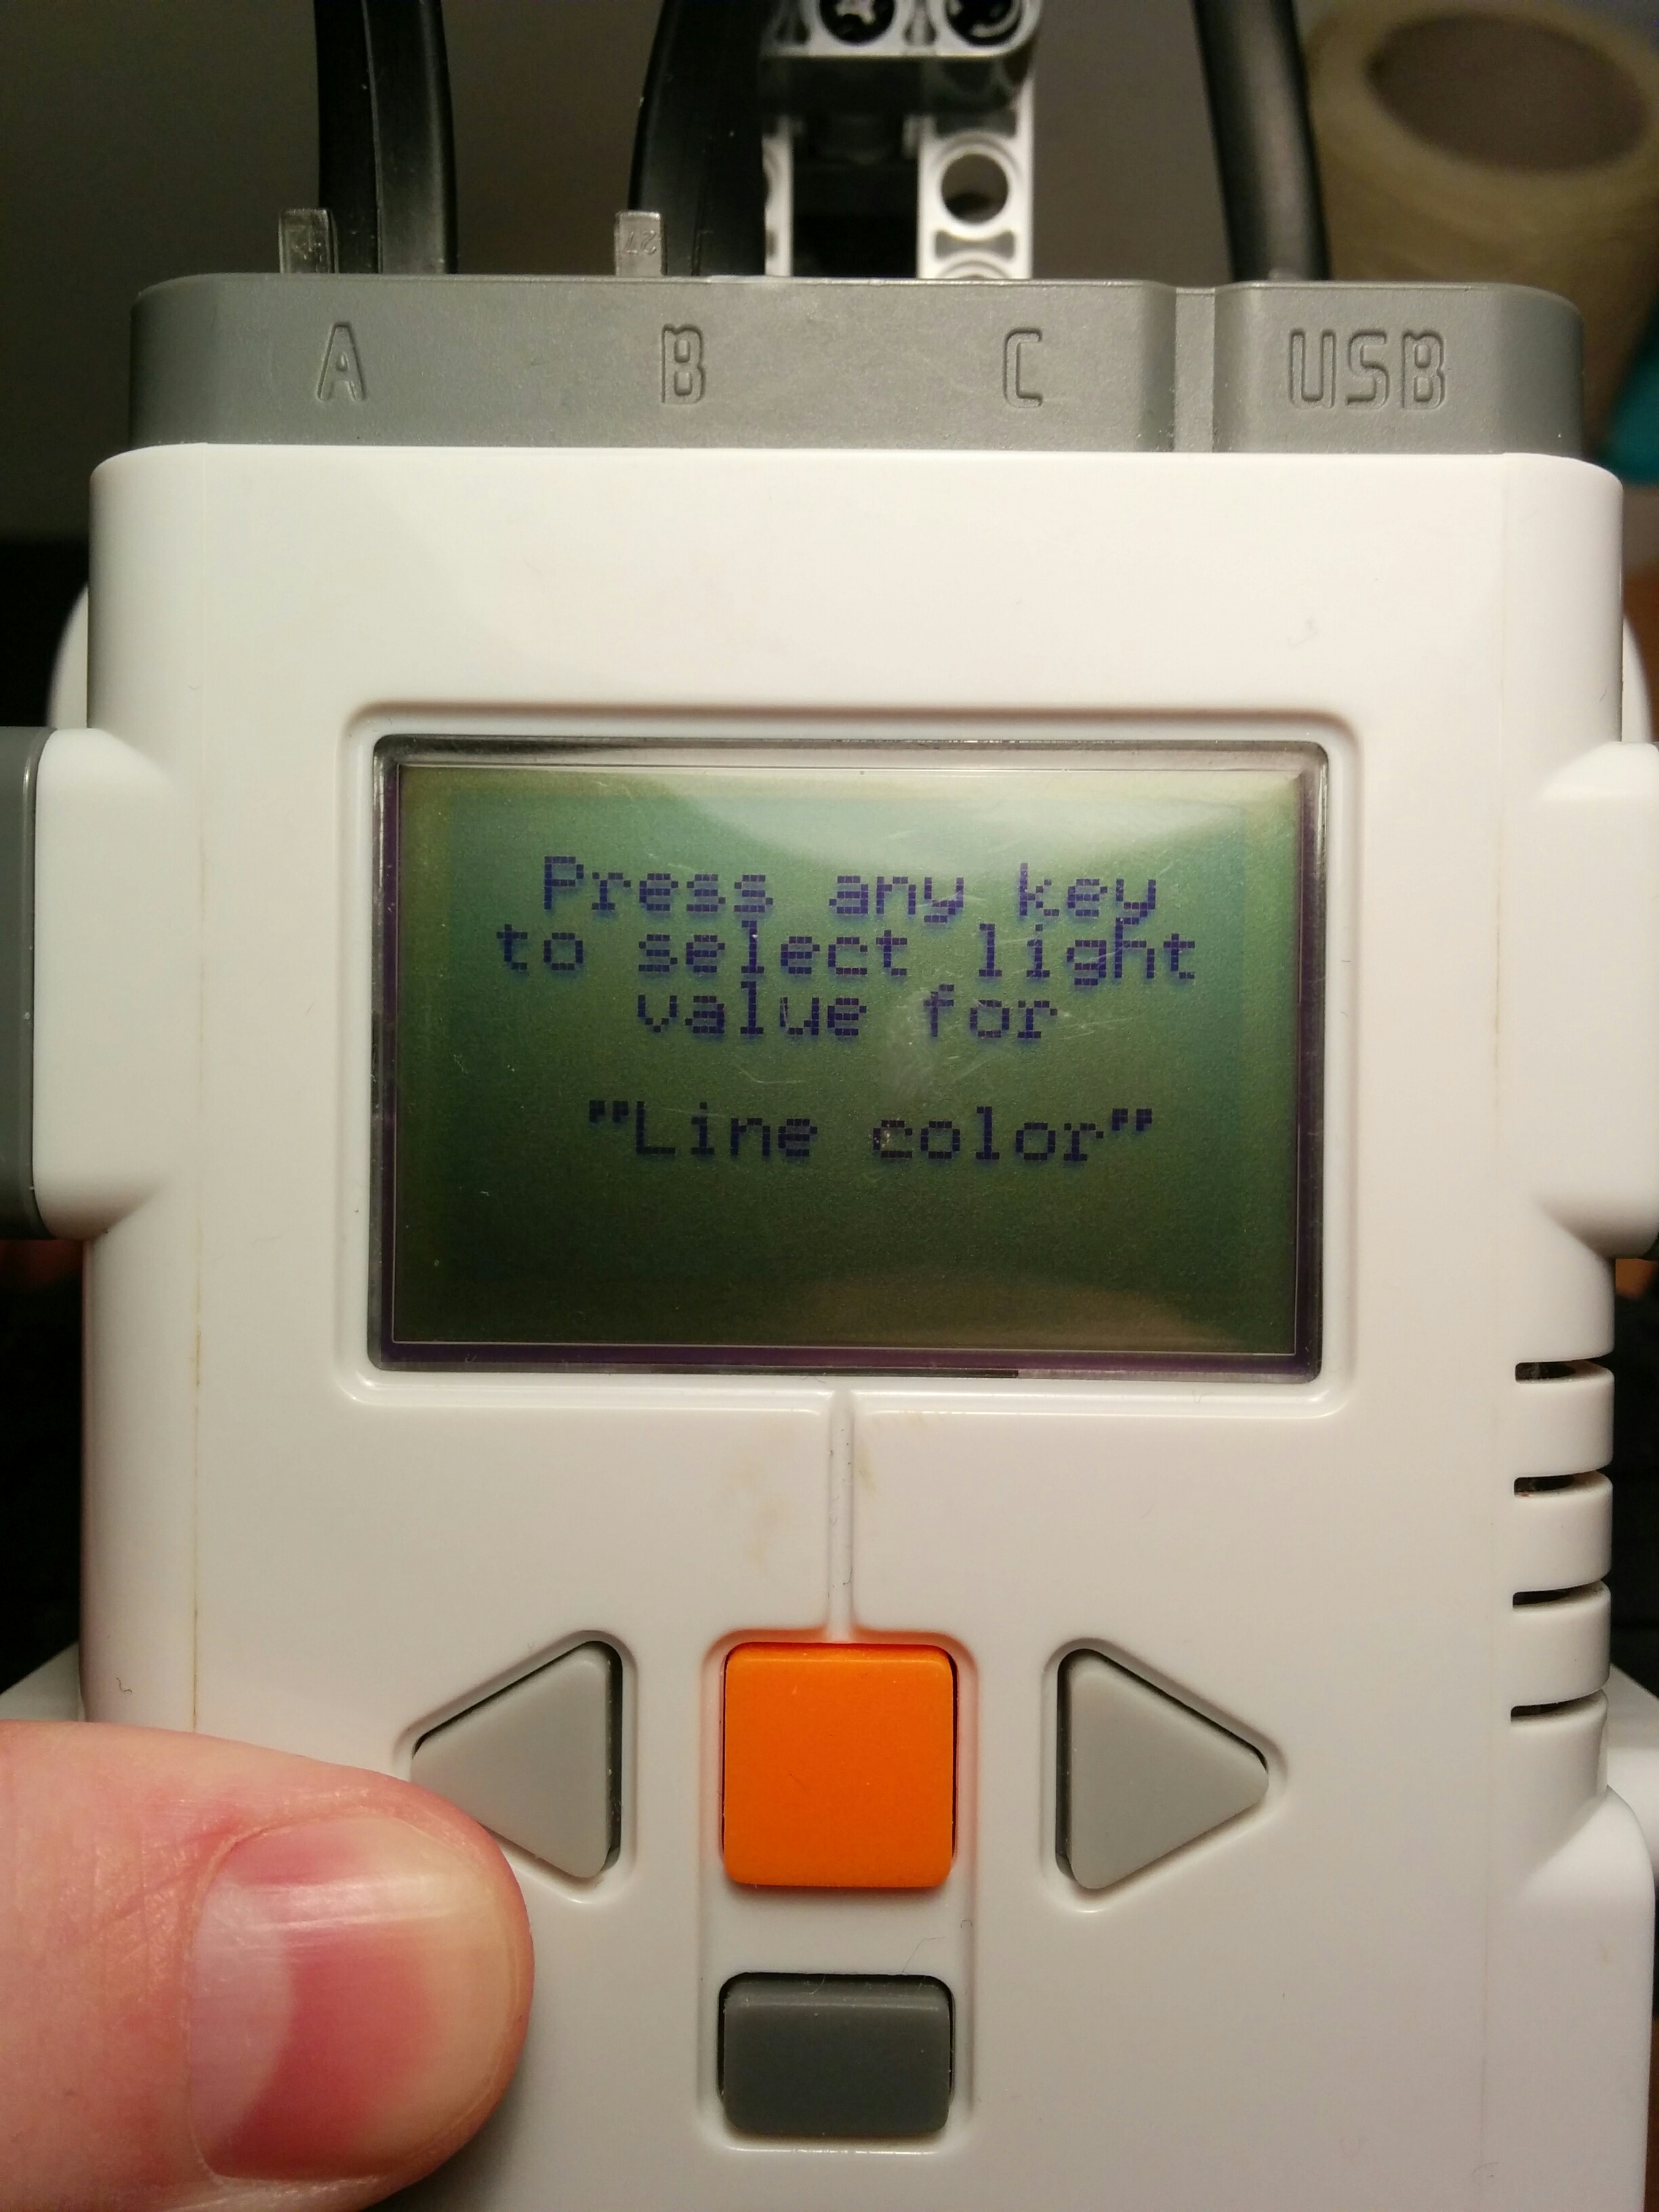 A B C USB
Press any key
to select light
value for
"Line color"